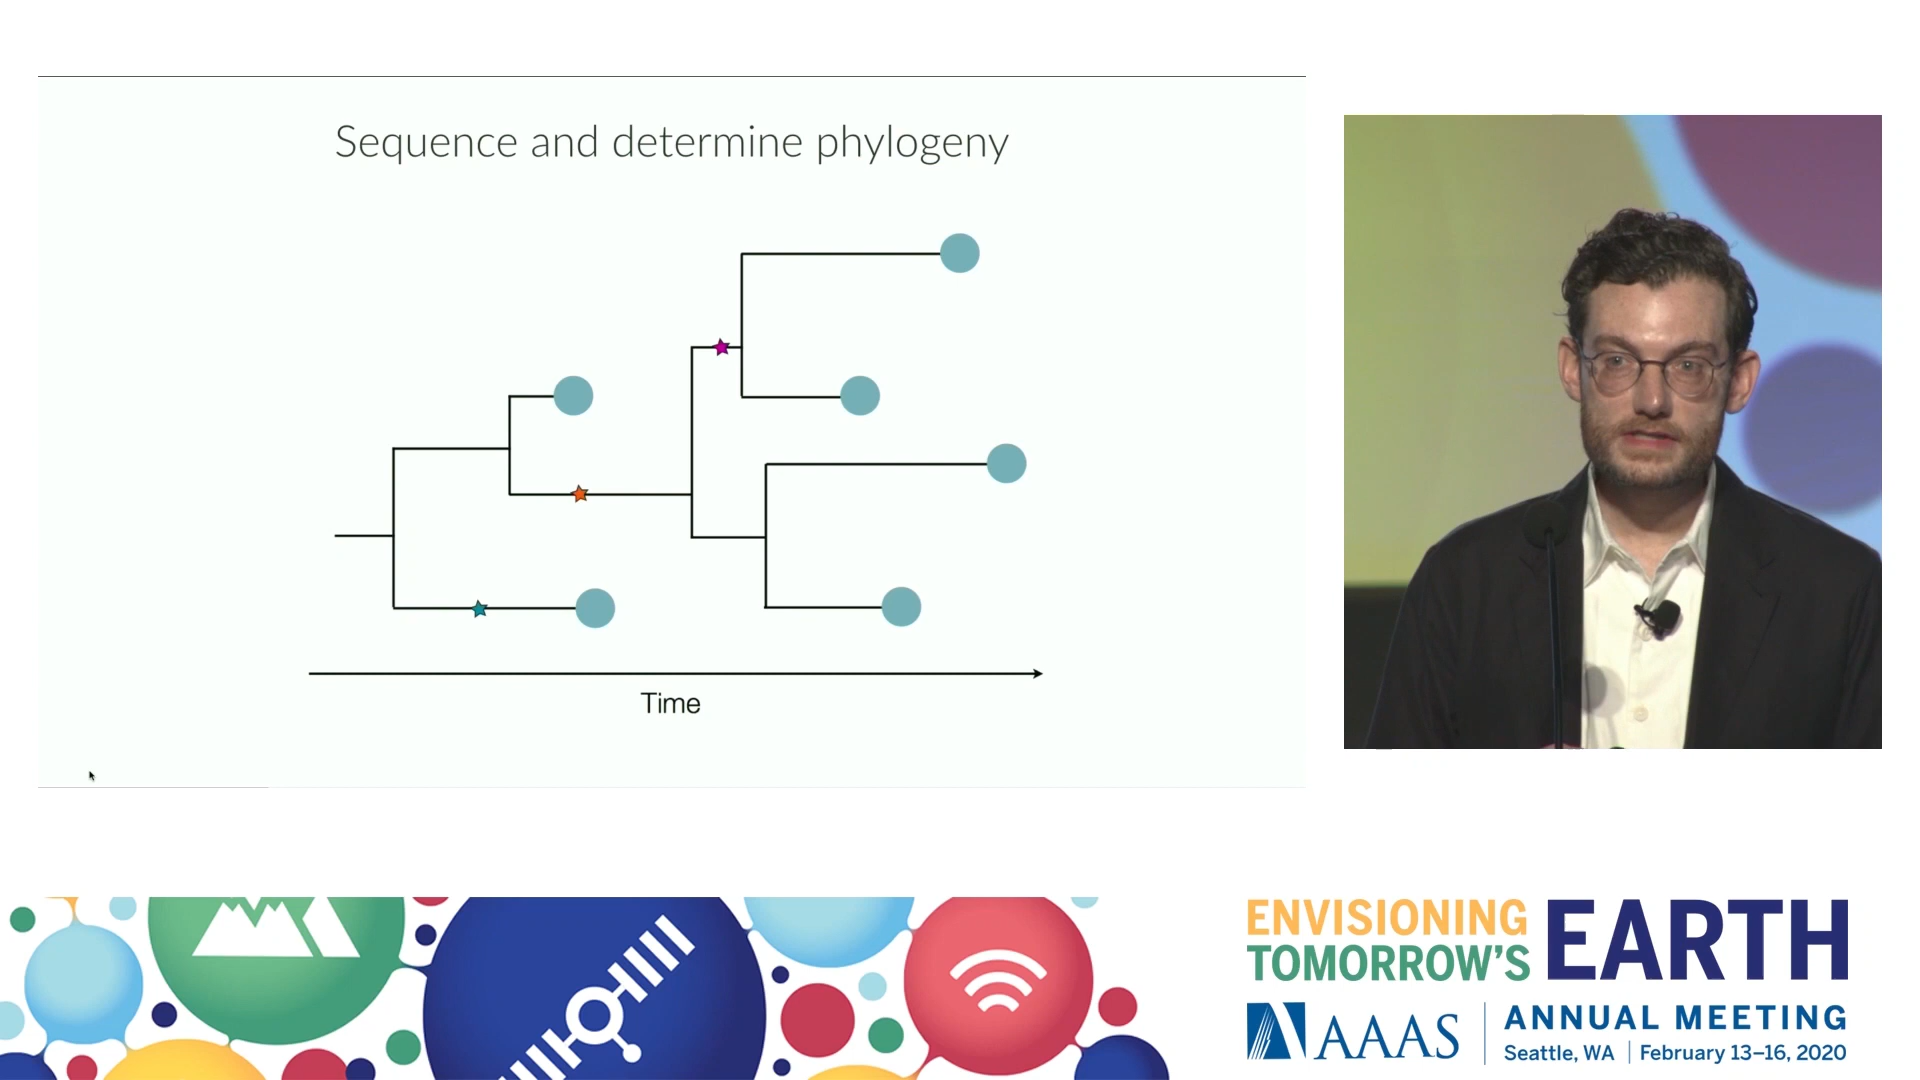 Sequence and determine phylogeny
Time
ENVISIONING
TOMORROW'S
EARTH
AAAS
ANNUAL MEETING
Seattle, WA | February 13–16, 2020